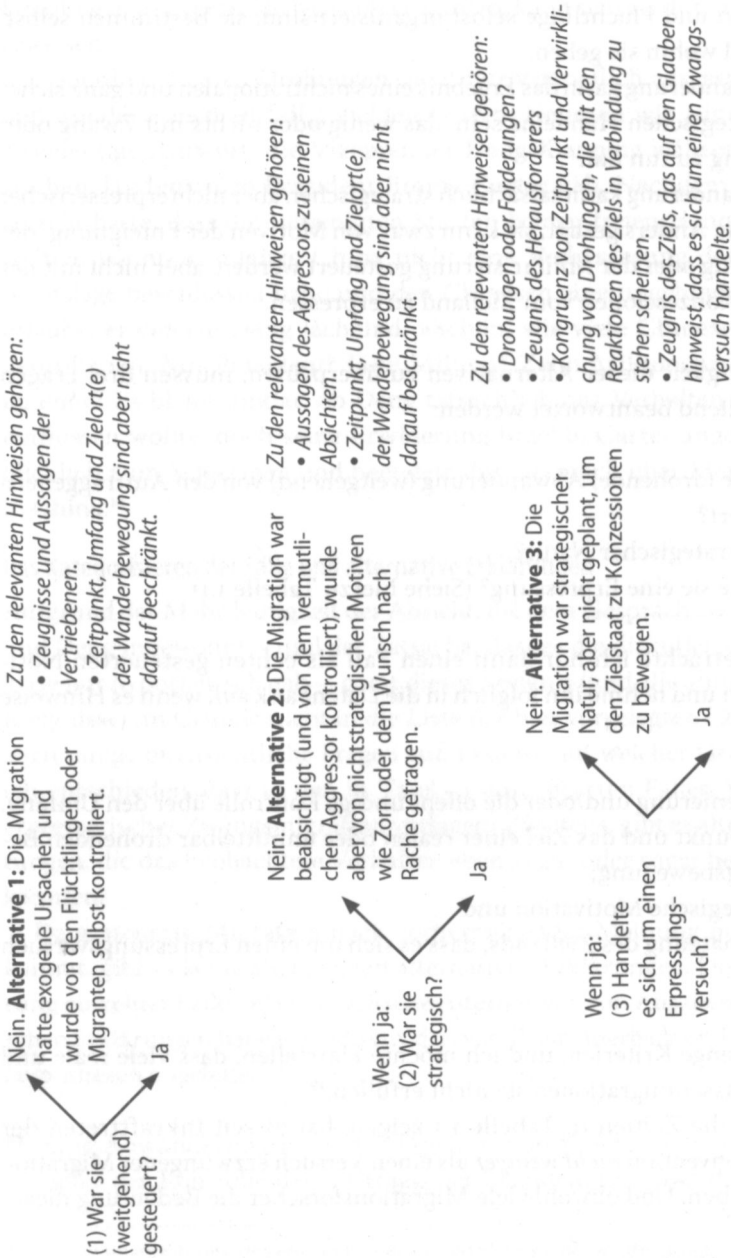 (1) War sie
(weitgehend)
gesteuert?
Nein: Alternative 1: Die Migration
hatte exogene Ursachen und
wurde von den Flüchtlingen oder
Migranten selbst kontrolliert.
Ja
Zu den relevanten Hinweisen gehören:
• Zeugnisse und Aussagen der
Vertriebenen.
• Zeitpunkt, Umfang und Zielort(e)
der Wanderbewegung, sind aber nicht
darauf beschränkt.
Wenn ja:
(2) War sie
strategisch?
Nein: Alternative 2: Die Migration war
beabsichtigt (und von dem vermutli-
chen Aggressor kontrolliert), wurde
aber von nichtstrategischen Motiven
wie Zorn oder dem Wunsch nach
Rache getragen.
Ja
Zu den relevanten Hinweisen gehören:
• Aussagen des Aggressors zu seinen
Absichten.
• Zeitpunkt, Umfang und Zielort(e)
der Wanderbewegung, sind aber nicht
darauf beschränkt.
Wenn ja:
(3) Handelte
es sich um einen
Erpressungs-
versuch?
Nein: Alternative 3: Die
Migration war strategischer
Natur, aber nicht geplant, um
den Zielstaat zu Konzessionen
zu bewegen.
Ja
Zu den relevanten Hinweisen gehören:
• Drohungen oder Forderungen?
• Zeugnis des Herausforderers
• Kongruenz von Zeitpunkt und Verwirk-
lichung von Drohungen, die mit den
Reaktionen des Ziels in Verbindung zu
stehen scheinen.
• Zeugnis des Ziels, das auf den Glauben
hinweist, dass es sich um einen Zwangs-
versuch handelte.